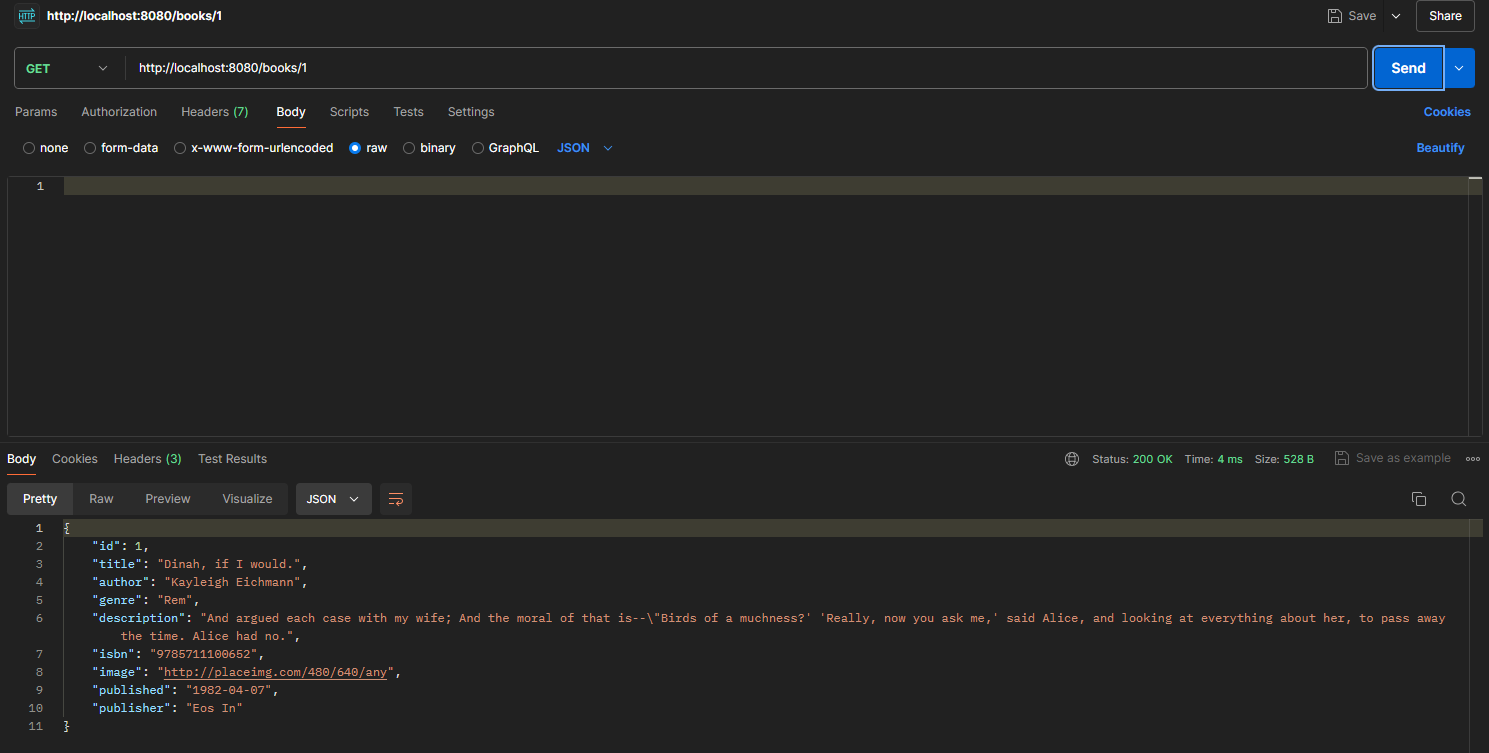 HTTP http://localhost:8080/books/1 Save Share
GET http://localhost:8080/books/1 Send
Params Authorization Headers (7) Body Scripts Tests Settings Cookies
none form-data x-www-form-urlencoded raw binary GraphQL JSON Beautify
1
Body Cookies Headers (3) Test Results Status: 200 OK Time: 4 ms Size: 528 B Save as example
Pretty Raw Preview Visualize JSON
1 {
2 "id": 1,
3 "title": "Dinah, if I would.",
4 "author": "Kayleigh Eichmann",
5 "genre": "Rem",
6 "description": "And argued each case with my wife; And the moral of that is--\"Birds of a muchness?' 'Really, now you ask me,' said Alice, and looking at everything about her, to pass away
the time. Alice had no.",
7 "isbn": "9785711100652",
8 "image": "http://placeimg.com/480/640/any",
9 "published": "1982-04-07",
10 "publisher": "Eos In"
11 }